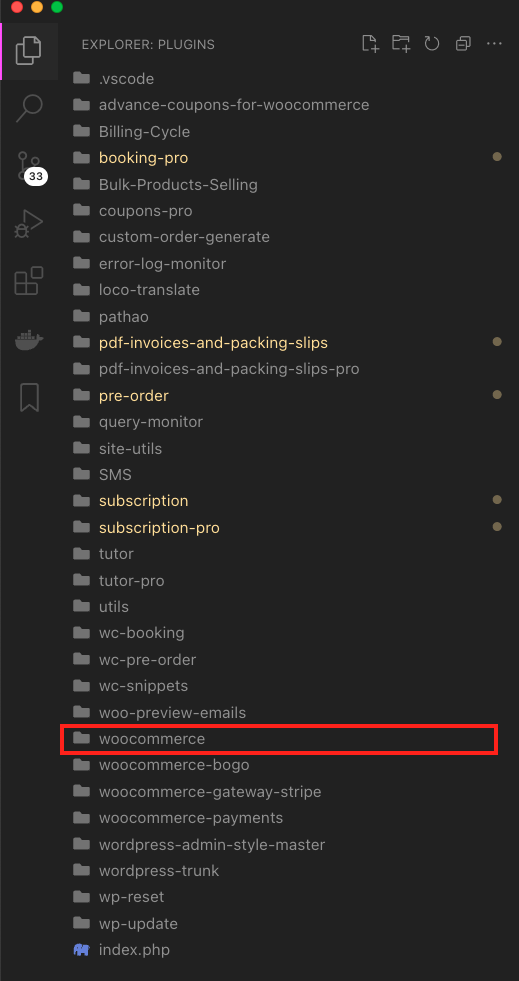 EXPLORER: PLUGINS
.vscode
advance-coupons-for-woocommerce
Billing-Cycle
booking-pro
Bulk-Products-Selling
33
coupons-pro
custom-order-generate
error-log-monitor
loco-translate
pathao
pdf-invoices-and-packing-slips
pdf-invoices-and-packing-slips-pro
pre-order
query-monitor
site-utils
SMS
subscription
subscription-pro
tutor
tutor-pro
utils
wc-booking
wc-pre-order
wc-snippets
woo-preview-emails
woocommerce
woocommerce-bogo
woocommerce-gateway-stripe
woocommerce-payments
wordpress-admin-style-master
wordpress-trunk
wp-reset
wp-update
index.php